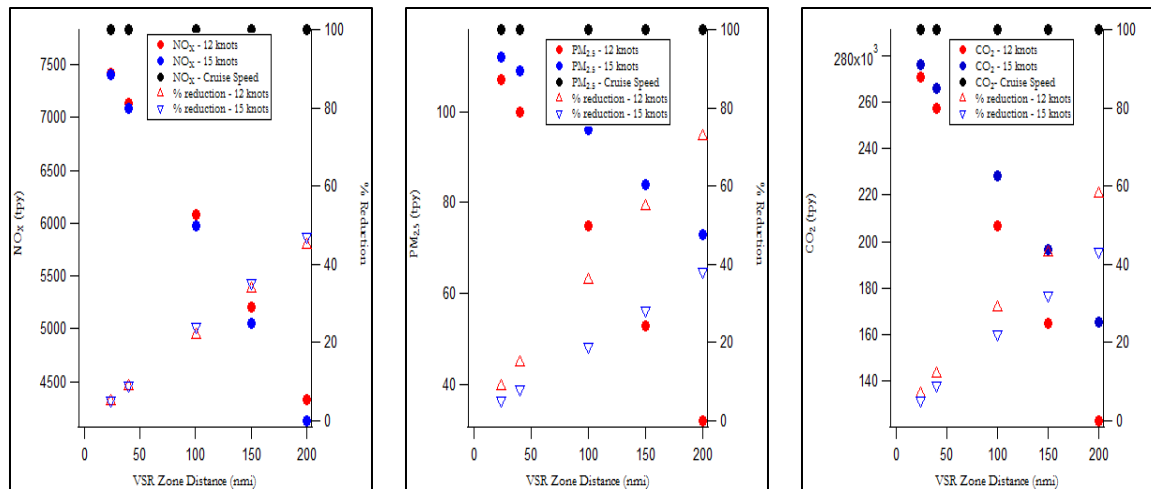 NOX - 12 knots
NOX - 15 knots
NOX - Cruise Speed
% reduction - 12 knots
% reduction - 15 knots
7500
7000
6500
6000
5500
5000
4500
NOX (tpy)
100
80
60
40
20
0
% Reduction
0 50 100 150 200
VSR Zone Distance (nmi)
PM2.5 - 12 knots
PM2.5 - 15 knots
PM2.5 - Cruise Speed
% reduction - 12 knots
% reduction - 15 knots
100
80
60
40
PM2.5 (tpy)
100
80
60
40
20
0
% Reduction
0 50 100 150 200
VSR Zone Distance (nmi)
CO2 - 12 knots
CO2 - 15 knots
CO2- Cruise Speed
% reduction - 12 knots
% reduction - 15 knots
280x10³
260
240
220
200
180
160
140
CO2 (tpy)
100
80
60
40
20
0
% Reduction
0 50 100 150 200
VSR Zone Distance (nmi)